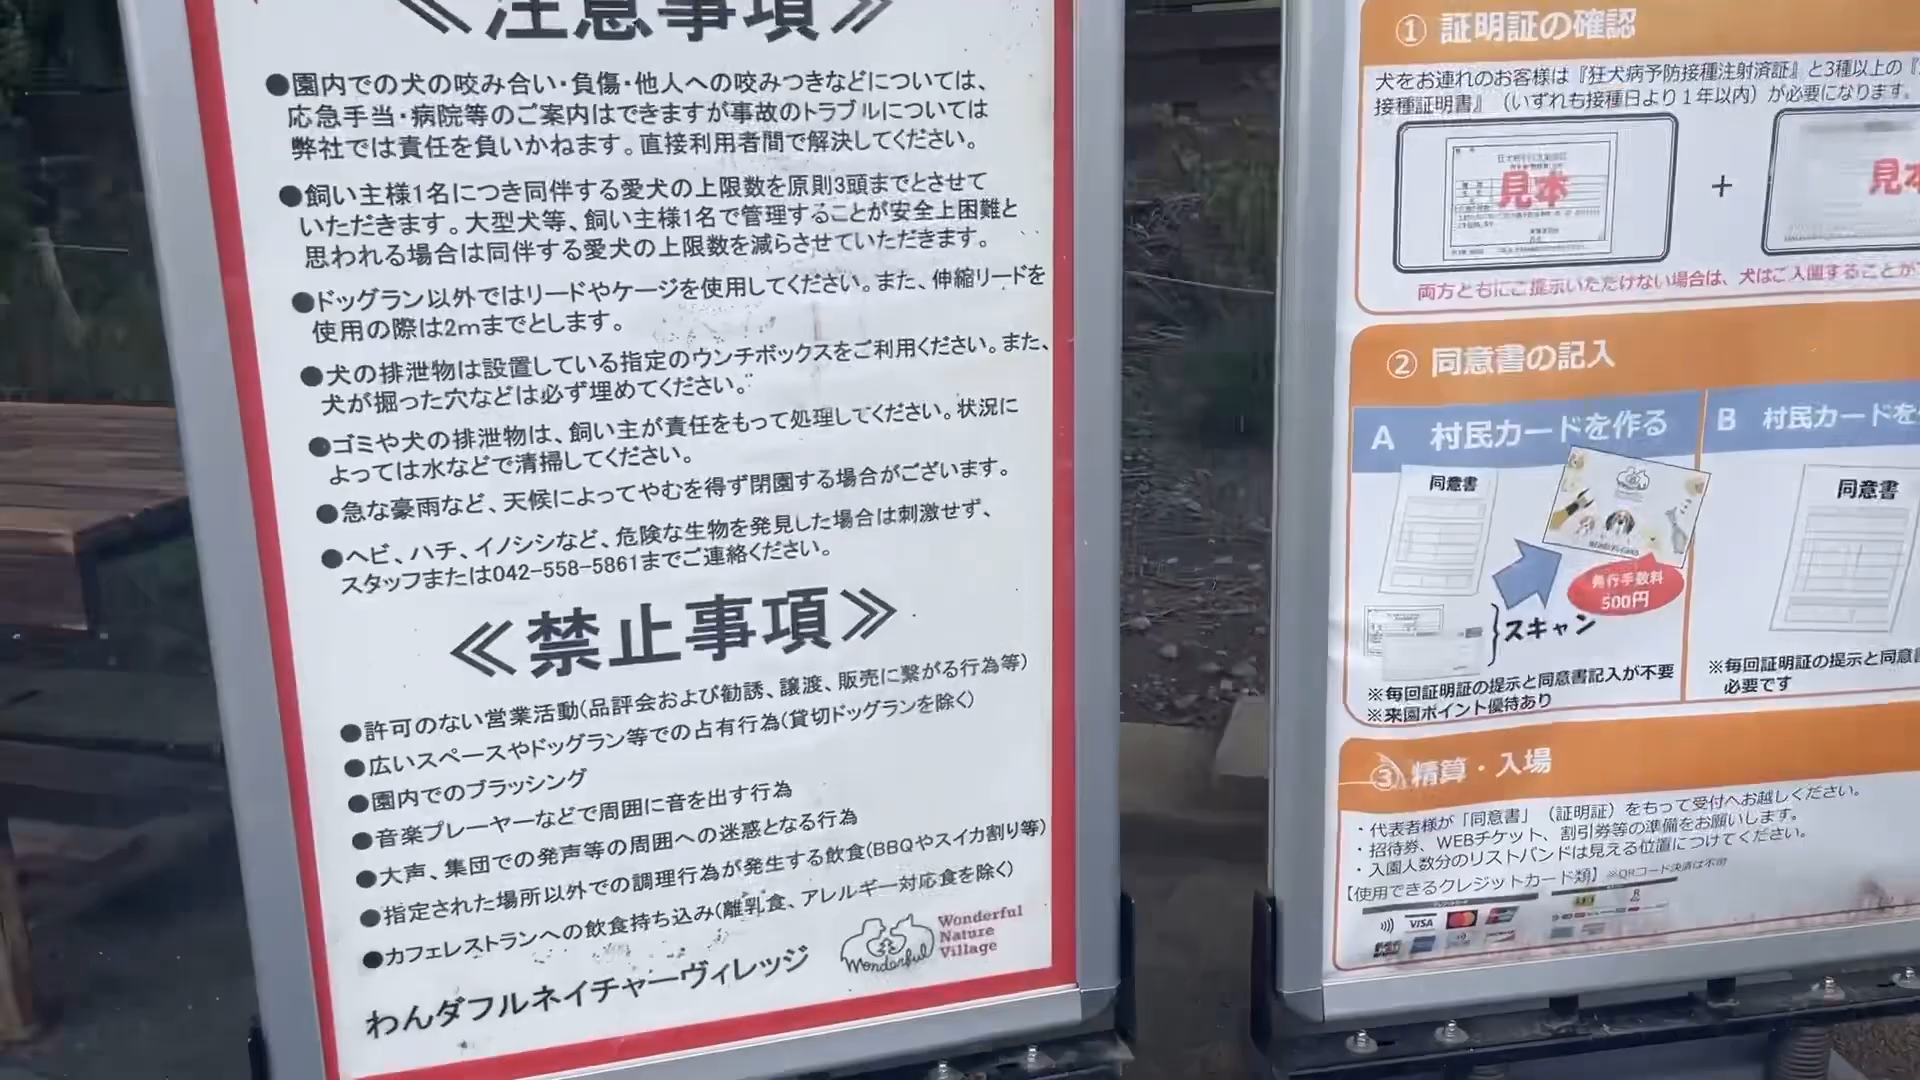 ≪注意事項≫
●園内での犬の咬み合い・負傷・他人への咬みつきなどについては、
応急手当・病院等のご案内はできますが事故のトラブルについては
弊社では責任を負いかねます。直接利用者間で解決してください。
●飼い主様1名につき同伴する愛犬の上限数を原則3頭までとさせて
いただきます。大型犬等、飼い主様1名で管理することが安全上困難と
思われる場合は同伴する愛犬の上限数を減らさせていただきます。
●ドッグラン以外ではリードやケージを使用してください。また、伸縮リードを
使用の際は2mまでとします。
●犬の排泄物は設置している指定のウンチボックスをご利用ください。また、
犬が掘った穴などは必ず埋めてください。
●ゴミや犬の排泄物は、飼い主が責任をもって処理してください。状況に
よっては水などで清掃してください。
●急な豪雨など、天候によってやむを得ず閉園する場合がございます。
●ヘビ、ハチ、イノシシなど、危険な生物を発見した場合は刺激せず、
スタッフまたは042-558-5861までご連絡ください。
≪禁止事項≫
●許可のない営業活動(品評会および勧誘、譲渡、販売に繋がる行為等)
●広いスペースやドッグラン等での占有行為(貸切ドッグランを除く)
●園内でのブラッシング
●音楽プレーヤーなどで周囲に音を出す行為
●大声、集団での発声等の周囲への迷惑となる行為
●指定された場所以外での調理行為が発生する飲食(BBQやスイカ割り等)
●カフェレストランへの飲食持ち込み(離乳食、アレルギー対応食を除く)
わんダフルネイチャーヴィレッジ
Wonderful
Wonderful
Nature
Village
① 証明証の確認
犬をお連れのお客様は『狂犬病予防接種注射済証』と3種以上の『
接種証明書』（いずれも接種日より１年以内）が必要になります。
見本
+
見本
両方ともにご提示いただけない場合は、犬はご入園することが
② 同意書の記入
A 村民カードを作る
B 村民カードを
同意書
同意書
発行手数料
500円
スキャン
※毎回証明証の提示と同意書記入が不要
※来園ポイント優待あり
※毎回証明証の提示と同意
必要です
③ 精算・入場
・代表者様が「同意書」（証明証）をもって受付へお越しください。
・招待券、WEBチケット、割引券等の準備をお願いします。
・入園人数分のリストバンドは見える位置につけてください。
【使用できるクレジットカード類】※QRコード決済は不可
VISA